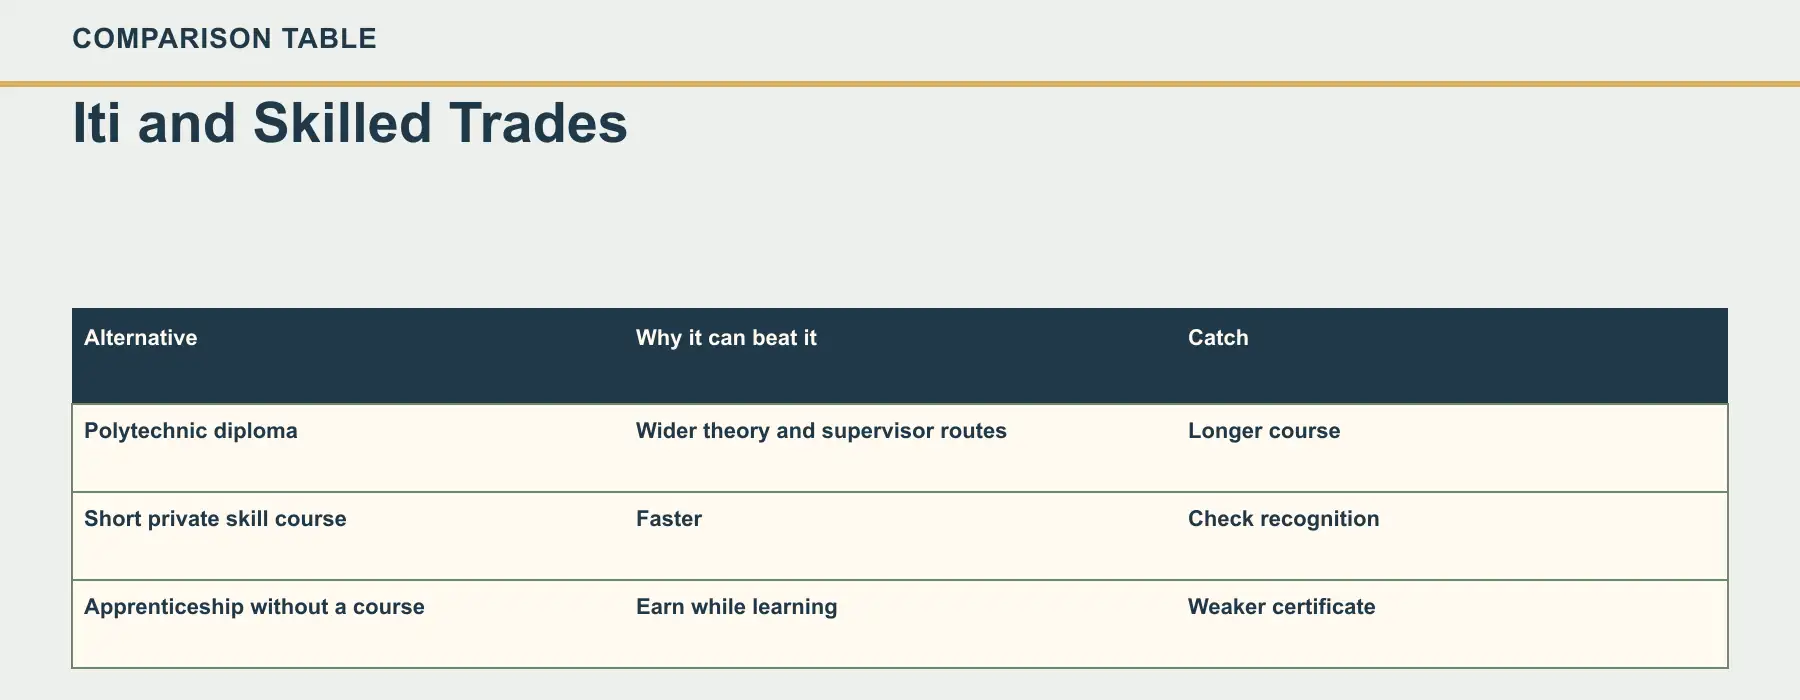 COMPARISON TABLE
Iti and Skilled Trades
Alternative Why it can beat it Catch
Polytechnic diploma Wider theory and supervisor routes Longer course
Short private skill course Faster Check recognition
Apprenticeship without a course Earn while learning Weaker certificate